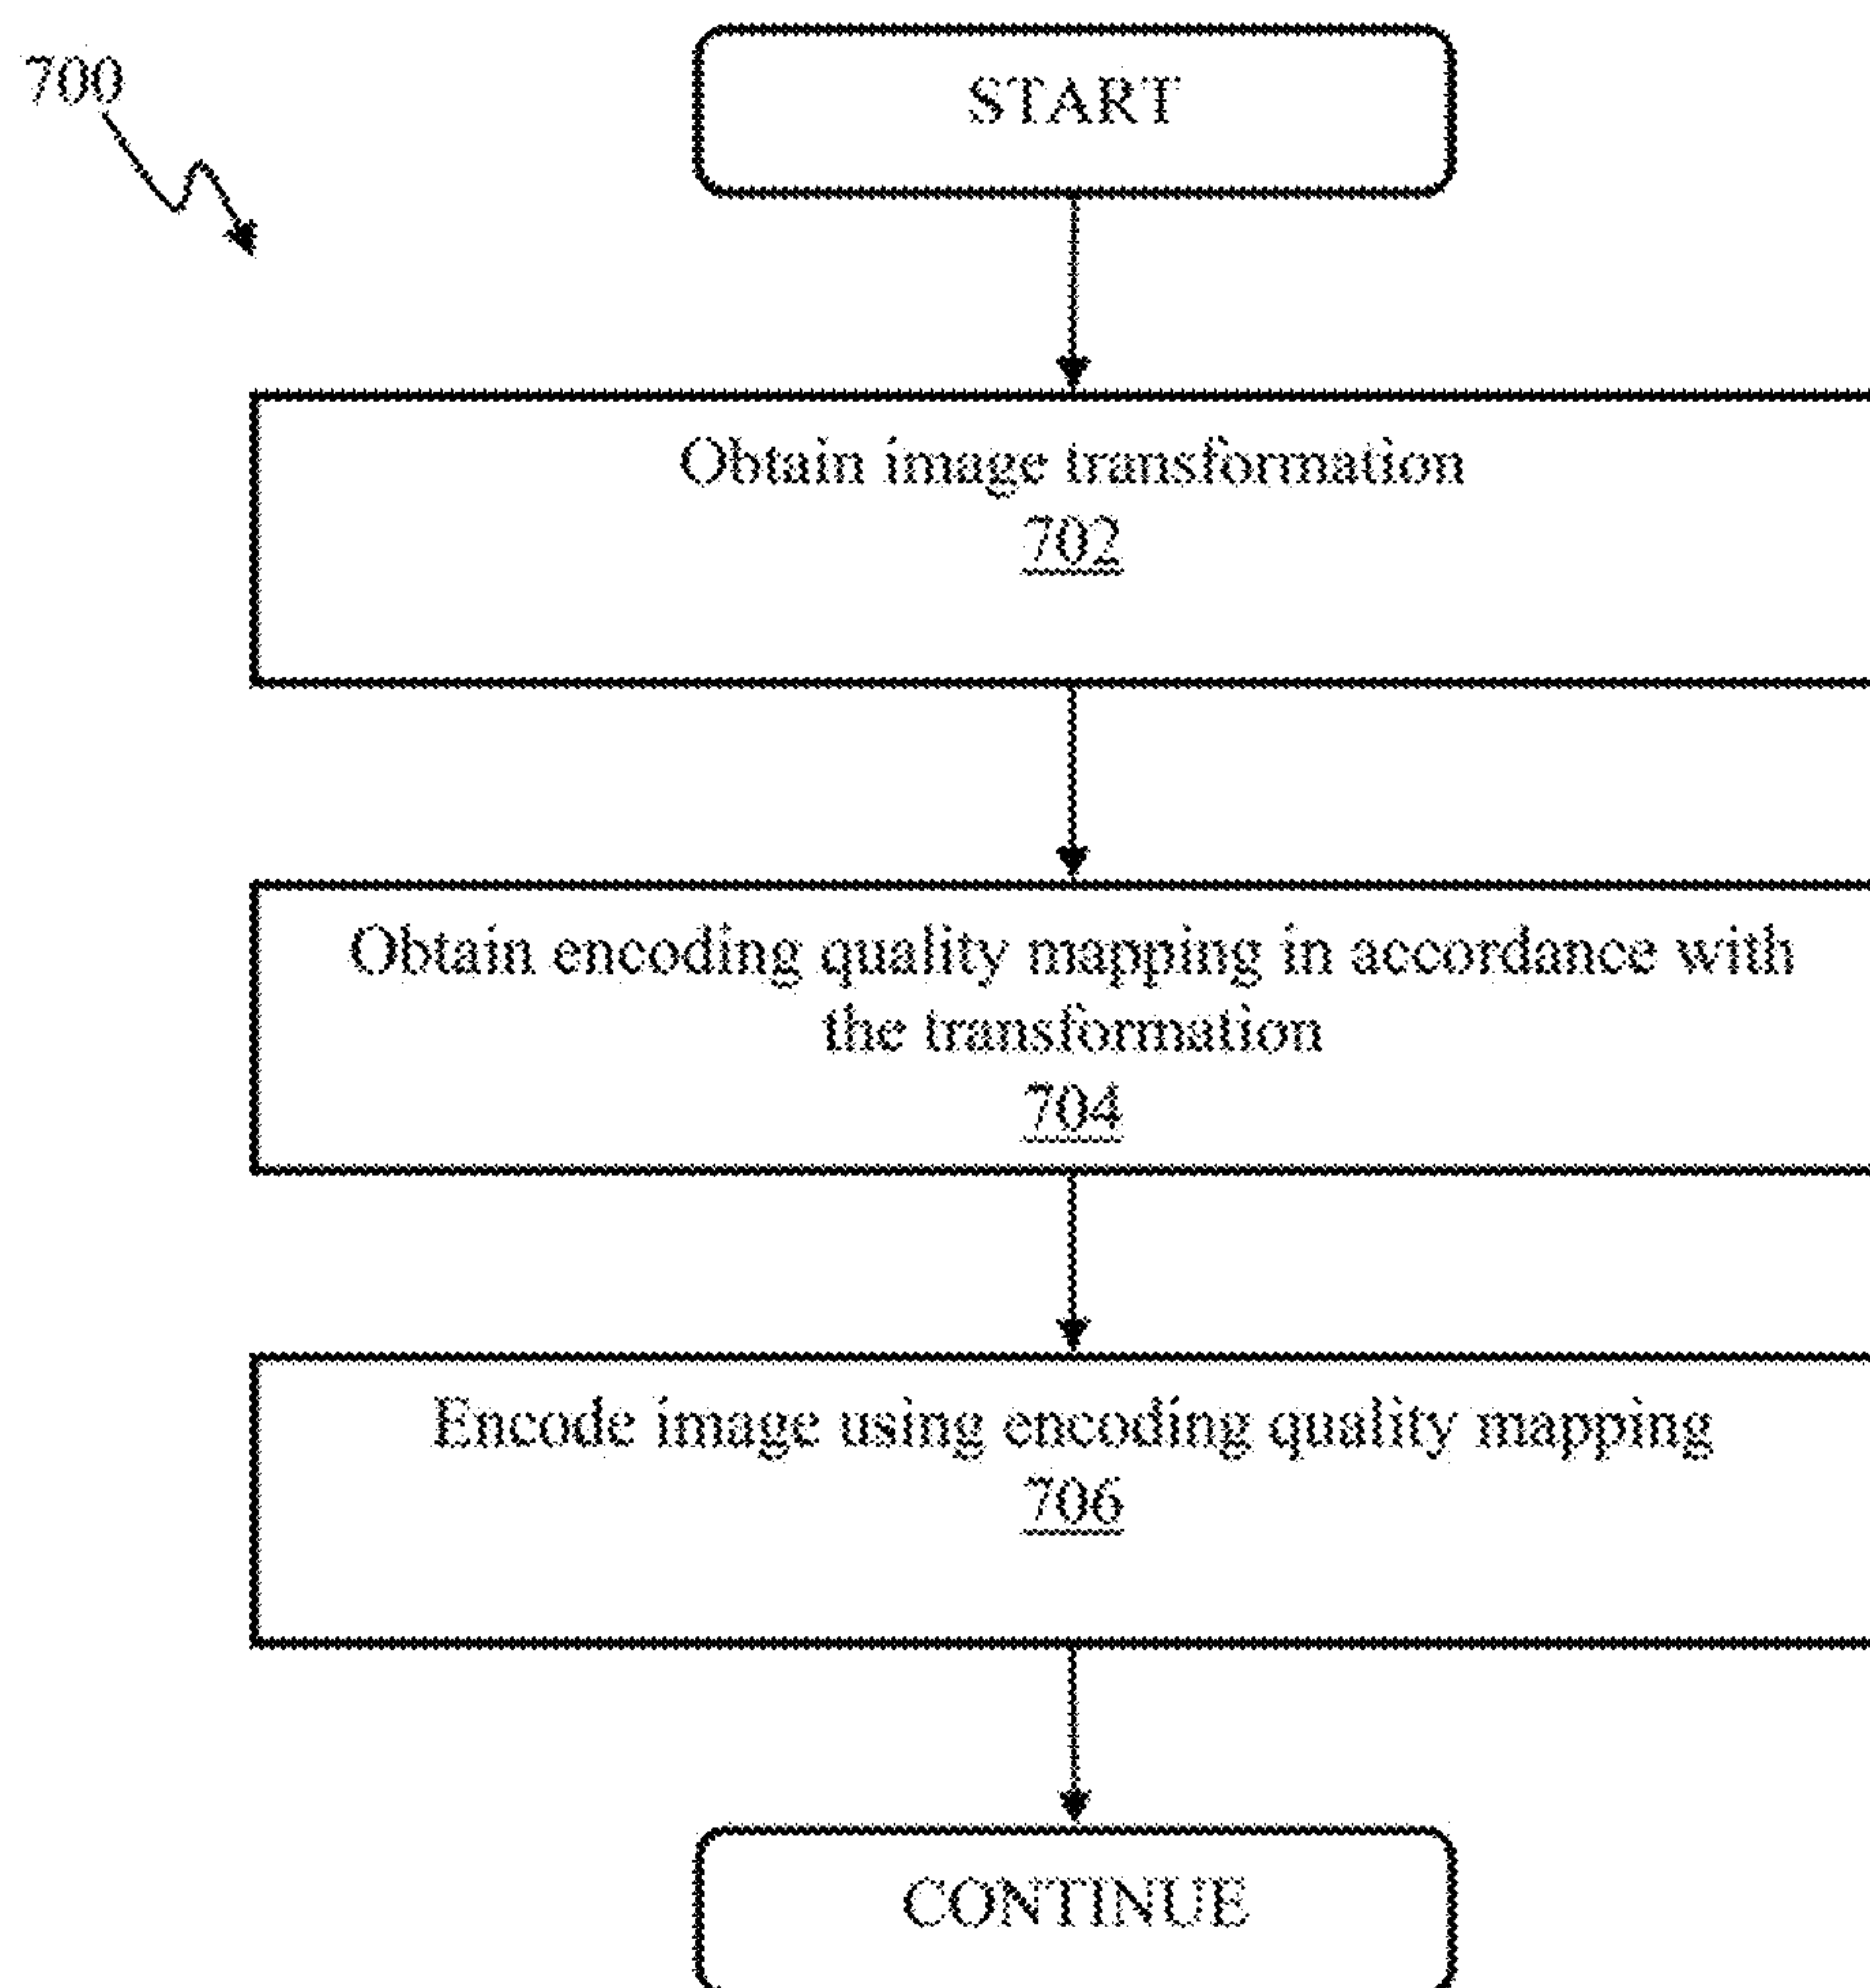 700
START
Obtain image transformation
702
Obtain encoding quality mapping in accordance with
the transformation
704
Encode image using encoding quality mapping
706
CONTINUE